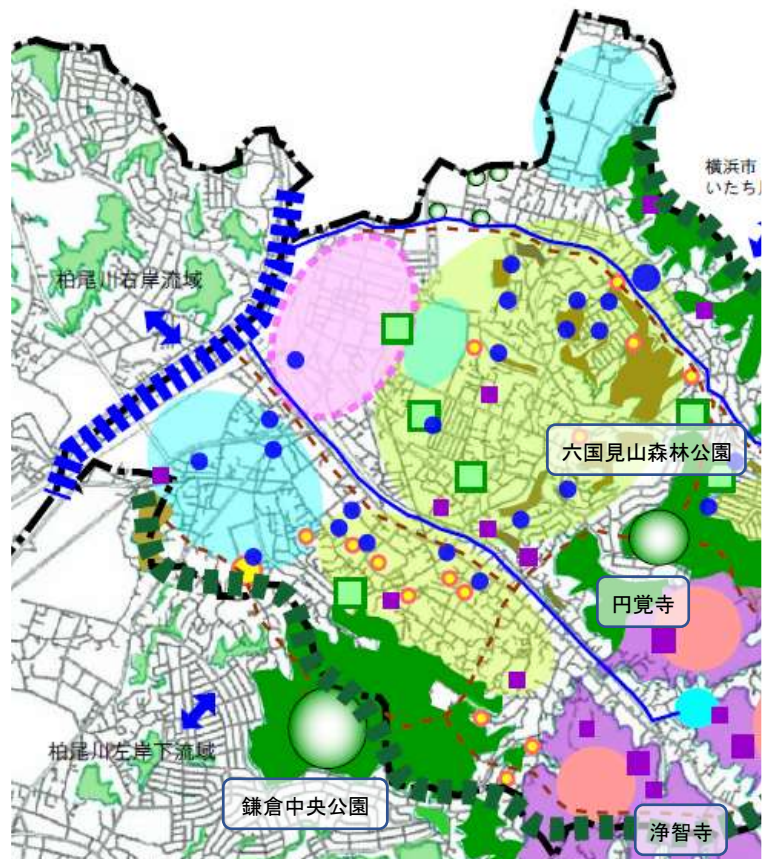 横浜市
いたち
柏尾川右岸流域
六国見山森林公園
円覚寺
柏尾川左岸下流域
鎌倉中央公園
浄智寺